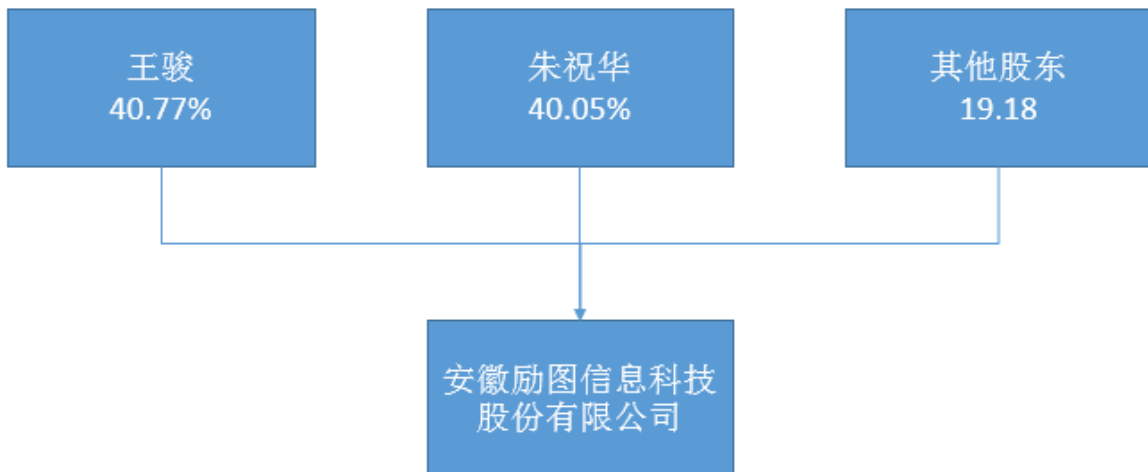 王骏
40.77%
朱祝华
40.05%
其他股东
19.18
安徽励图信息科技
股份有限公司